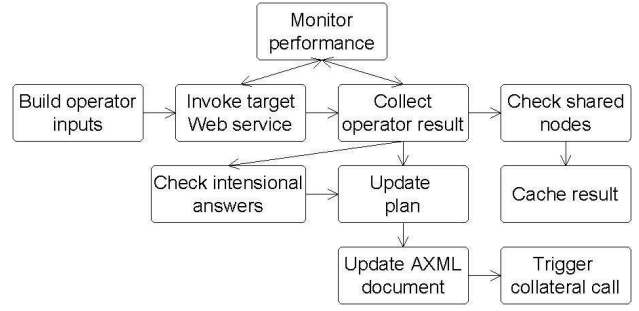 Monitor
performance
Build operator
inputs
Invoke target
Web service
Collect
operator result
Check shared
nodes
Check intensional
answers
Update
plan
Cache result
Update AXML
document
Trigger
collateral call